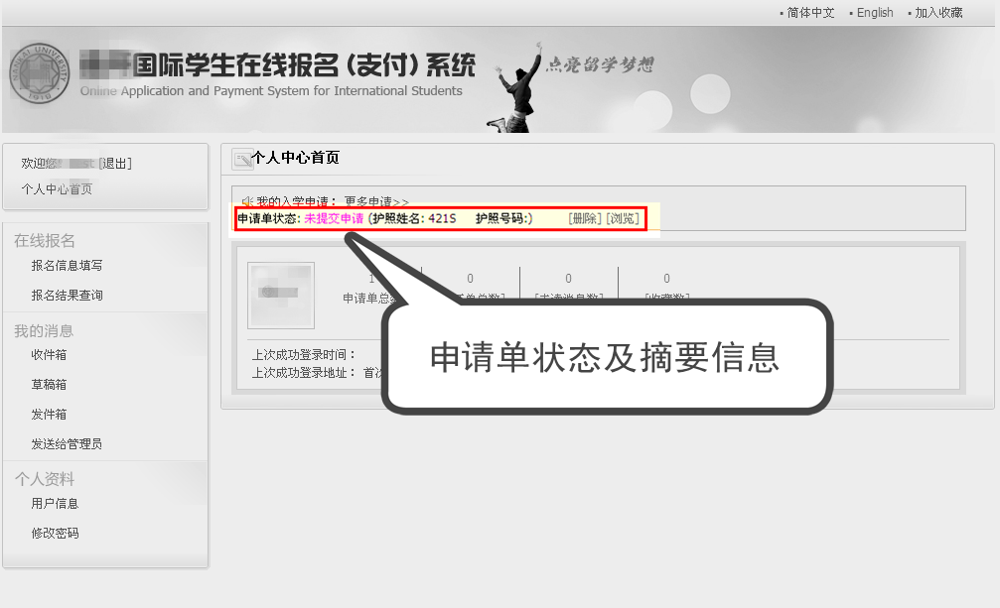 ▪ 简体中文 ▪ English ▪ 加入收藏
NANKAI UNIVERSITY
1919
国际学生在线报名(支付)系统
Online Application and Payment System for International Students
点亮留学梦想
欢迎您: [退出]
个人中心首页
在线报名
报名信息填写
报名结果查询
我的消息
收件箱
草稿箱
发件箱
发送给管理员
个人资料
用户信息
修改密码
个人中心首页
我的入学申请： 更多申请>>
申请单状态: 未提交申请 (护照姓名: 421S 护照号码:) [删除] [浏览]
1 0 0 0
申请单总数 单总数] [未读消息数] [收藏数]
上次成功登录时间：
上次成功登录地址： 首次
申请单状态及摘要信息